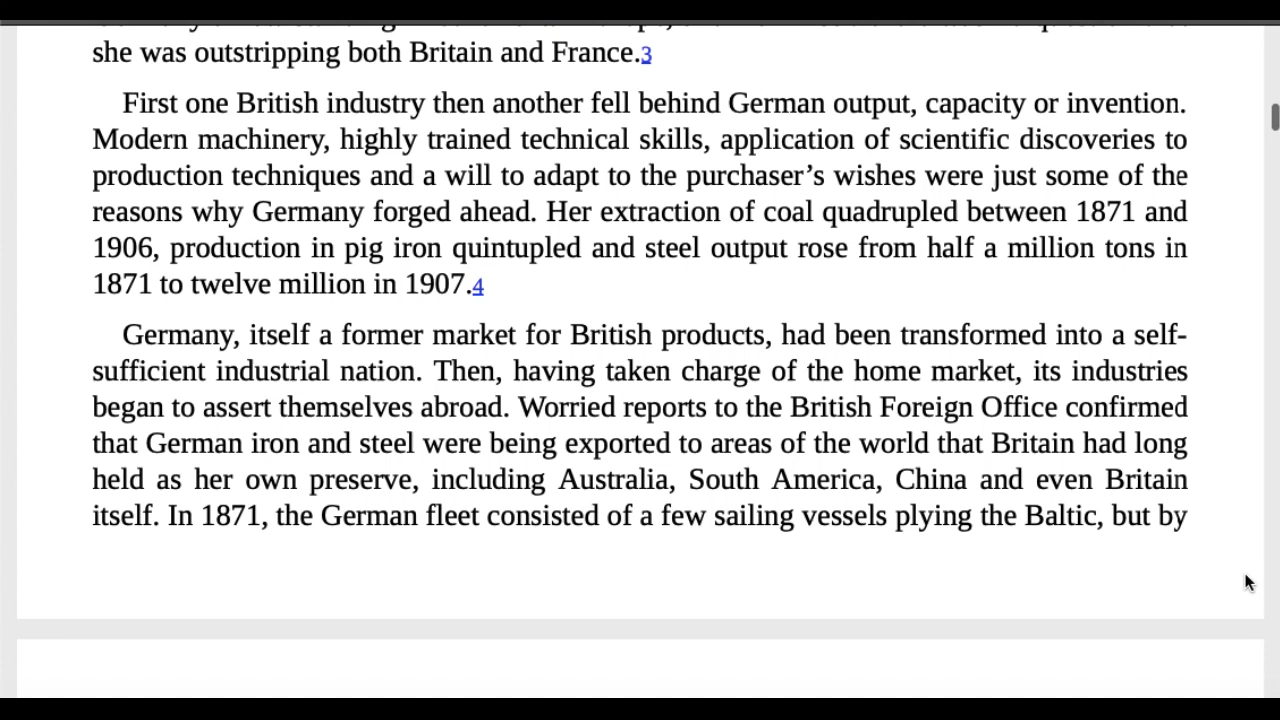 she was outstripping both Britain and France.3
First one British industry then another fell behind German output, capacity or invention.
Modern machinery, highly trained technical skills, application of scientific discoveries to
production techniques and a will to adapt to the purchaser’s wishes were just some of the
reasons why Germany forged ahead. Her extraction of coal quadrupled between 1871 and
1906, production in pig iron quintupled and steel output rose from half a million tons in
1871 to twelve million in 1907.4
Germany, itself a former market for British products, had been transformed into a self-
sufficient industrial nation. Then, having taken charge of the home market, its industries
began to assert themselves abroad. Worried reports to the British Foreign Office confirmed
that German iron and steel were being exported to areas of the world that Britain had long
held as her own preserve, including Australia, South America, China and even Britain
itself. In 1871, the German fleet consisted of a few sailing vessels plying the Baltic, but by